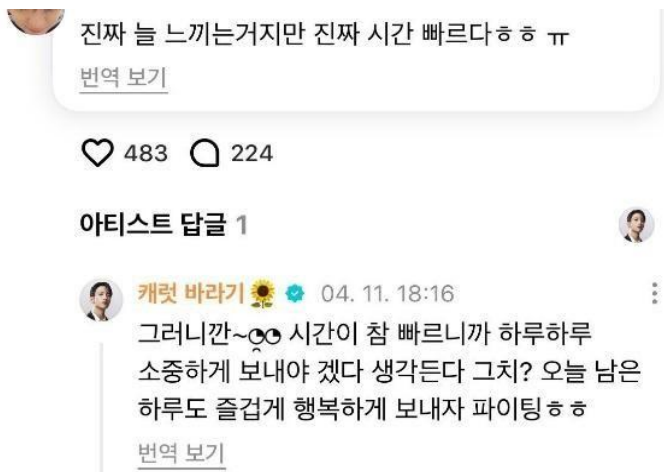 진짜 늘 느끼는거지만 진짜 시간 빠르다ㅎㅎ ㅠ
번역 보기
483 224
아티스트 답글 1
캐럿 바라기🌻 04. 11. 18:16
그러니깐~◕̯◔ 시간이 참 빠르니까 하루하루
소중하게 보내야 겠다 생각든다 그치? 오늘 남은
하루도 즐겁게 행복하게 보내자 파이팅ㅎㅎ
번역 보기